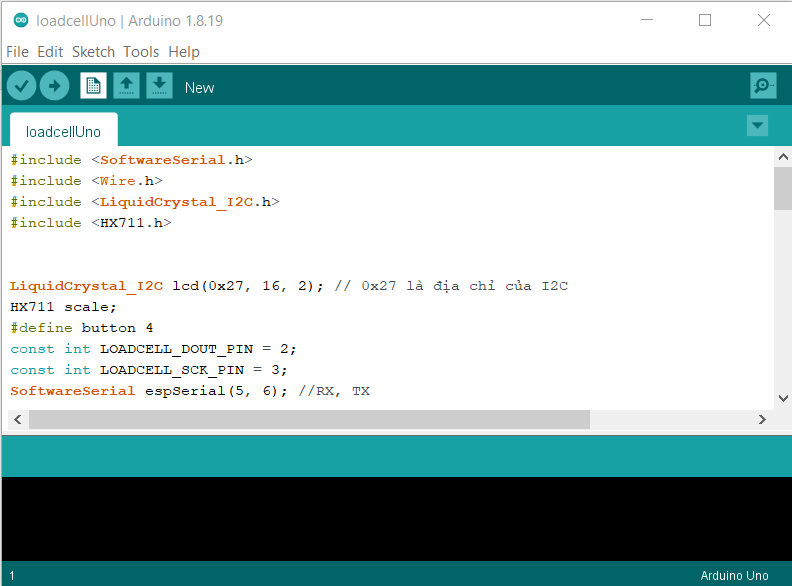 loadcellUno | Arduino 1.8.19
File Edit Sketch Tools Help
New
loadcellUno
#include <SoftwareSerial.h>
#include <Wire.h>
#include <LiquidCrystal_I2C.h>
#include <HX711.h>
LiquidCrystal_I2C lcd(0x27, 16, 2); // 0x27 là địa chỉ của I2C
HX711 scale;
#define button 4
const int LOADCELL_DOUT_PIN = 2;
const int LOADCELL_SCK_PIN = 3;
SoftwareSerial espSerial(5, 6); //RX, TX
1 Arduino Uno